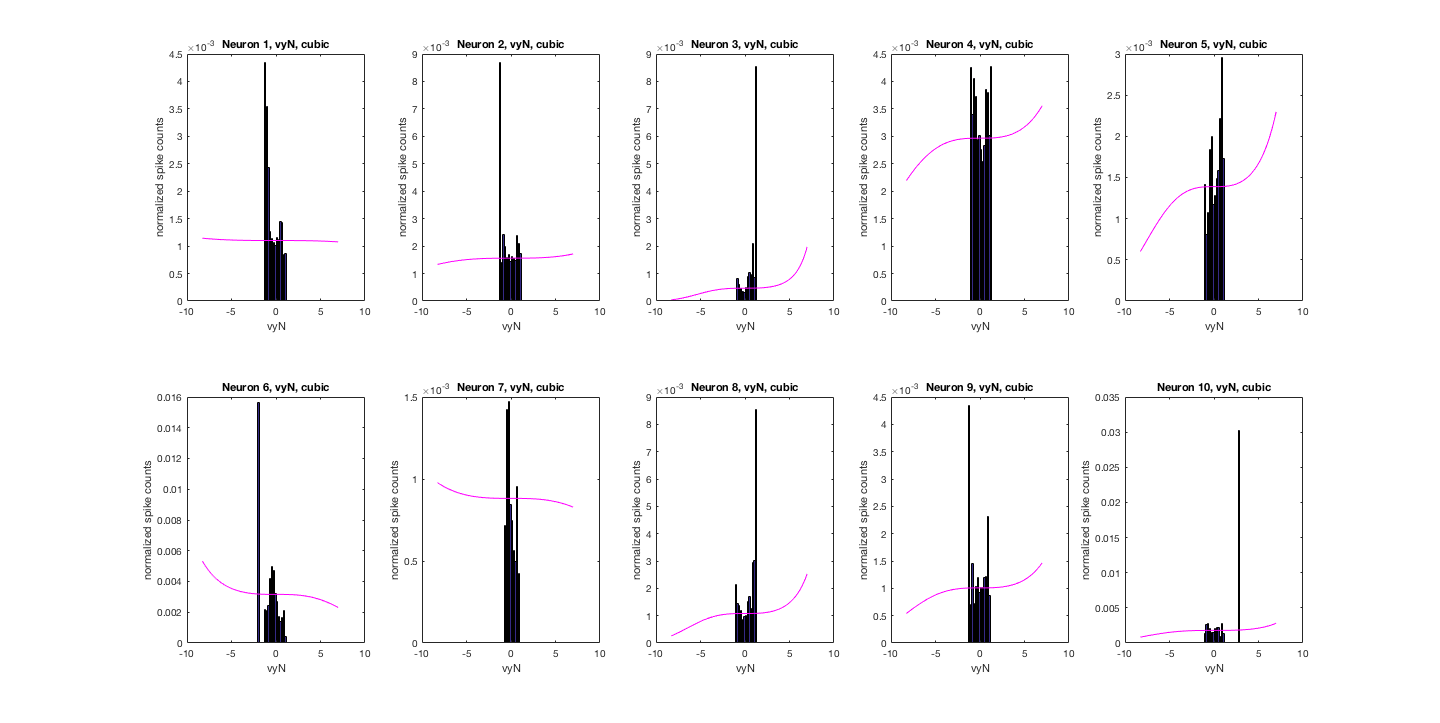 Neuron 1, vyN, cubic
×10-3
4.5
4
3.5
3
2.5
2
1.5
1
0.5
0
-10 -5 0 5 10
vyN
normalized spike counts
Neuron 2, vyN, cubic
×10-3
9
8
7
6
5
4
3
2
1
0
-10 -5 0 5 10
vyN
normalized spike counts
Neuron 3, vyN, cubic
×10-3
9
8
7
6
5
4
3
2
1
0
-10 -5 0 5 10
vyN
normalized spike counts
Neuron 4, vyN, cubic
×10-3
4.5
4
3.5
3
2.5
2
1.5
1
0.5
0
-10 -5 0 5 10
vyN
normalized spike counts
Neuron 5, vyN, cubic
×10-3
3
2.5
2
1.5
1
0.5
0
-10 -5 0 5 10
vyN
normalized spike counts
Neuron 6, vyN, cubic
0.016
0.014
0.012
0.01
0.008
0.006
0.004
0.002
0
-10 -5 0 5 10
vyN
normalized spike counts
Neuron 7, vyN, cubic
×10-3
1.5
1
0.5
0
-10 -5 0 5 10
vyN
normalized spike counts
Neuron 8, vyN, cubic
×10-3
9
8
7
6
5
4
3
2
1
0
-10 -5 0 5 10
vyN
normalized spike counts
Neuron 9, vyN, cubic
×10-3
4.5
4
3.5
3
2.5
2
1.5
1
0.5
0
-10 -5 0 5 10
vyN
normalized spike counts
Neuron 10, vyN, cubic
0.035
0.03
0.025
0.02
0.015
0.01
0.005
0
-10 -5 0 5 10
vyN
normalized spike counts